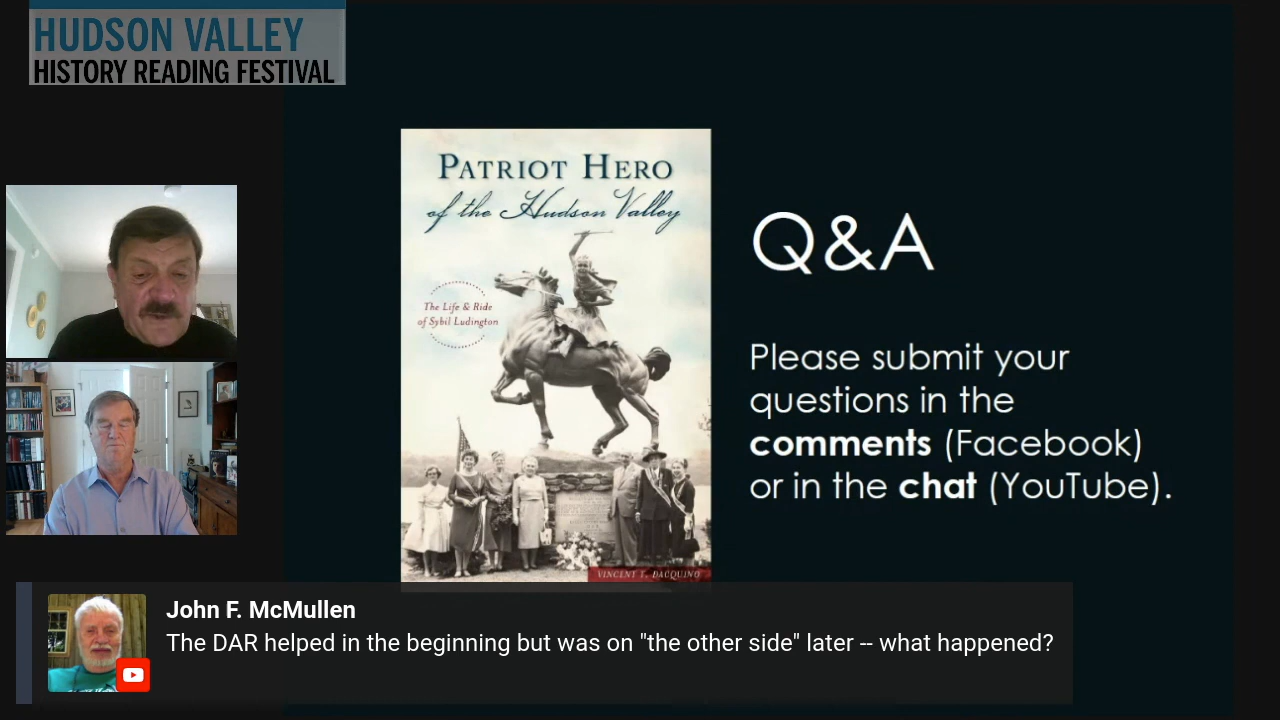 HUDSON VALLEY
HISTORY READING FESTIVAL
PATRIOT HERO
of the Hudson Valley
The Life & Ride
of Sybil Ludington
VINCENT T. DACQUINO
Q&A
Please submit your
questions in the
comments (Facebook)
or in the chat (YouTube).
John F. McMullen
The DAR helped in the beginning but was on "the other side" later -- what happened?